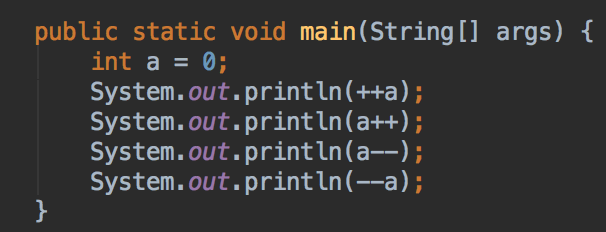 public static void main(String[] args) {
    int a = 0;
    System.out.println(++a);
    System.out.println(a++);
    System.out.println(a--);
    System.out.println(--a);
}